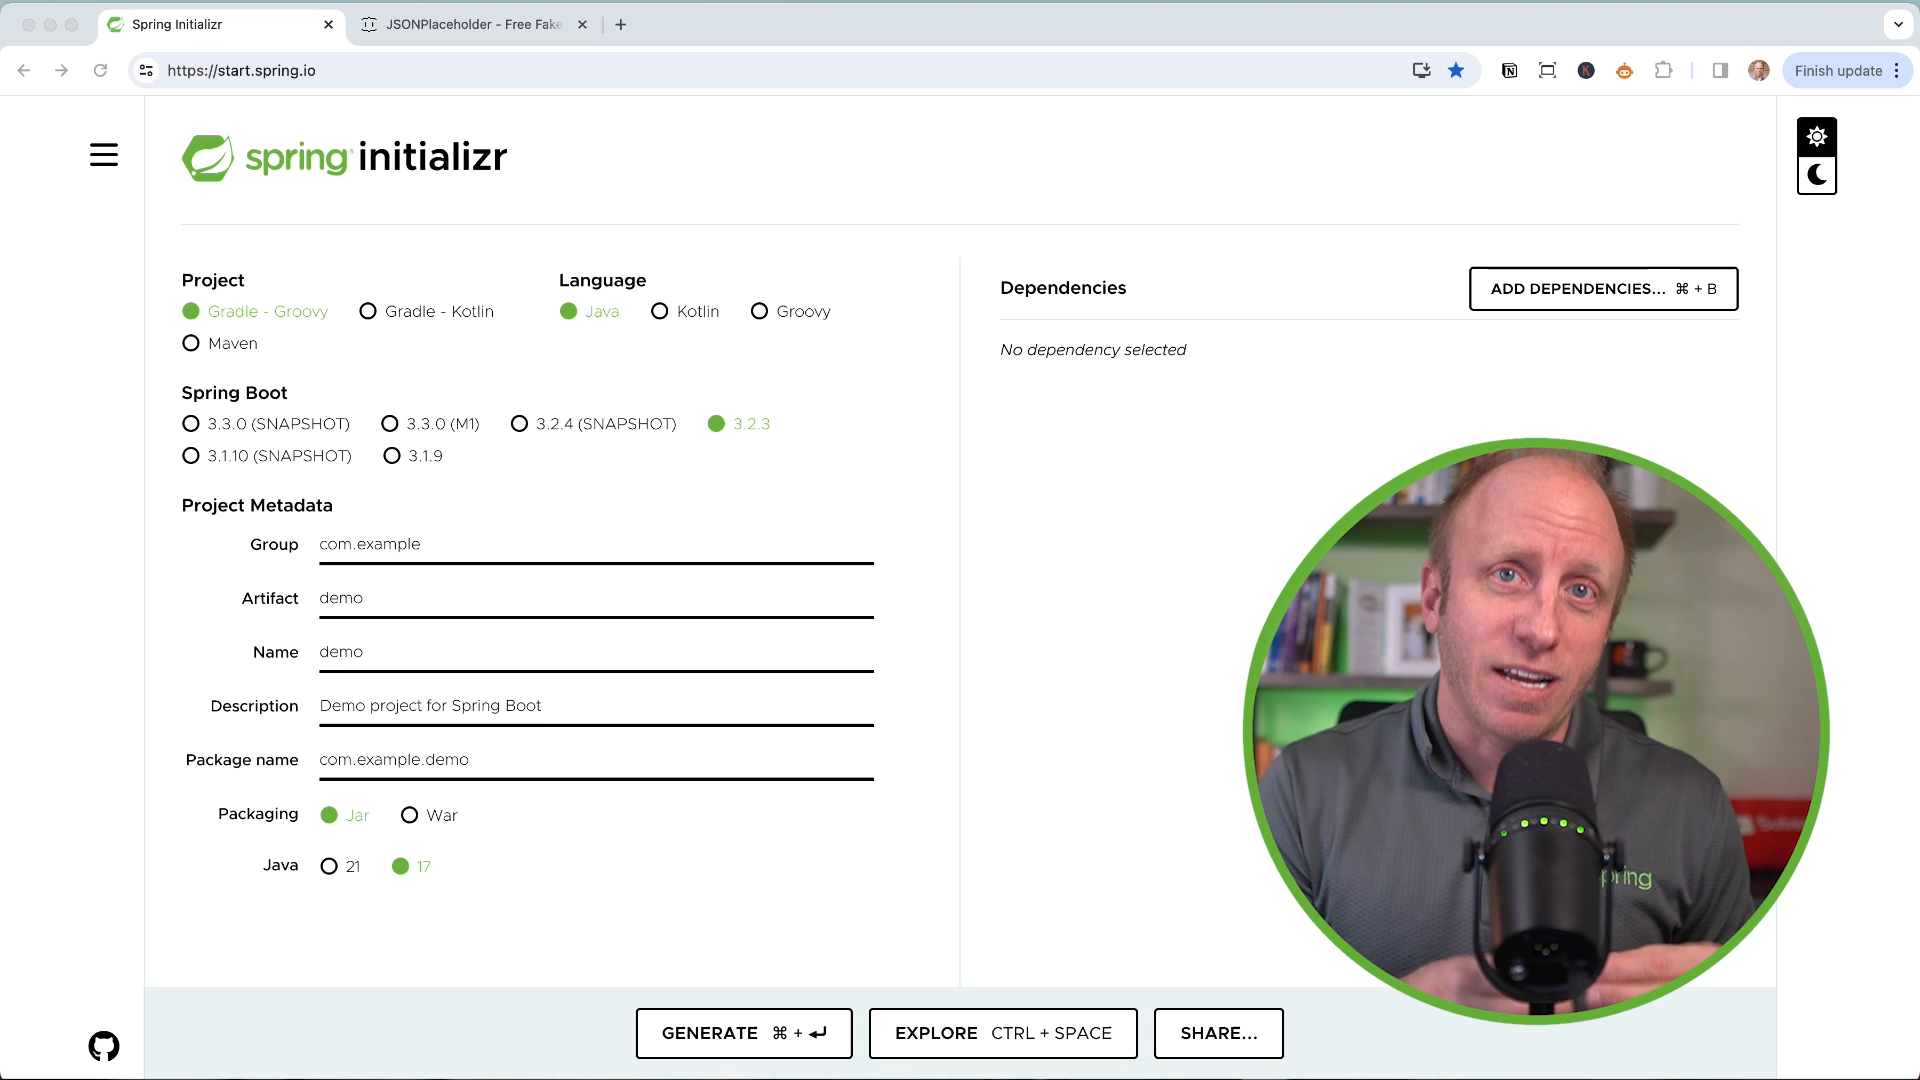 Spring Initializr
JSONPlaceholder - Free Fake
https://start.spring.io
Finish update
spring initializr
Project
Gradle - Groovy
Gradle - Kotlin
Maven
Language
Java
Kotlin
Groovy
Spring Boot
3.3.0 (SNAPSHOT)
3.3.0 (M1)
3.2.4 (SNAPSHOT)
3.2.3
3.1.10 (SNAPSHOT)
3.1.9
Project Metadata
Group com.example
Artifact demo
Name demo
Description Demo project for Spring Boot
Package name com.example.demo
Packaging Jar War
Java 21 17
Dependencies
ADD DEPENDENCIES... ⌘ + B
No dependency selected
spring
GENERATE ⌘ + ↵
EXPLORE CTRL + SPACE
SHARE...